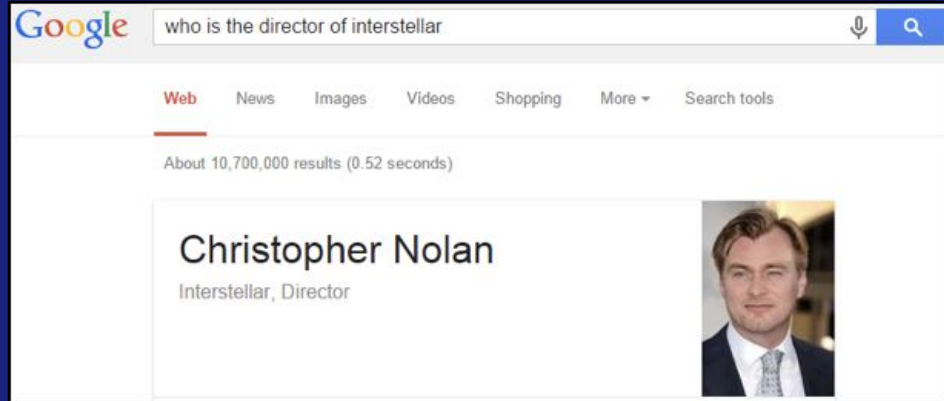 Google who is the director of interstellar
Web News Images Videos Shopping More Search tools
About 10,700,000 results (0.52 seconds)
Christopher Nolan
Interstellar, Director